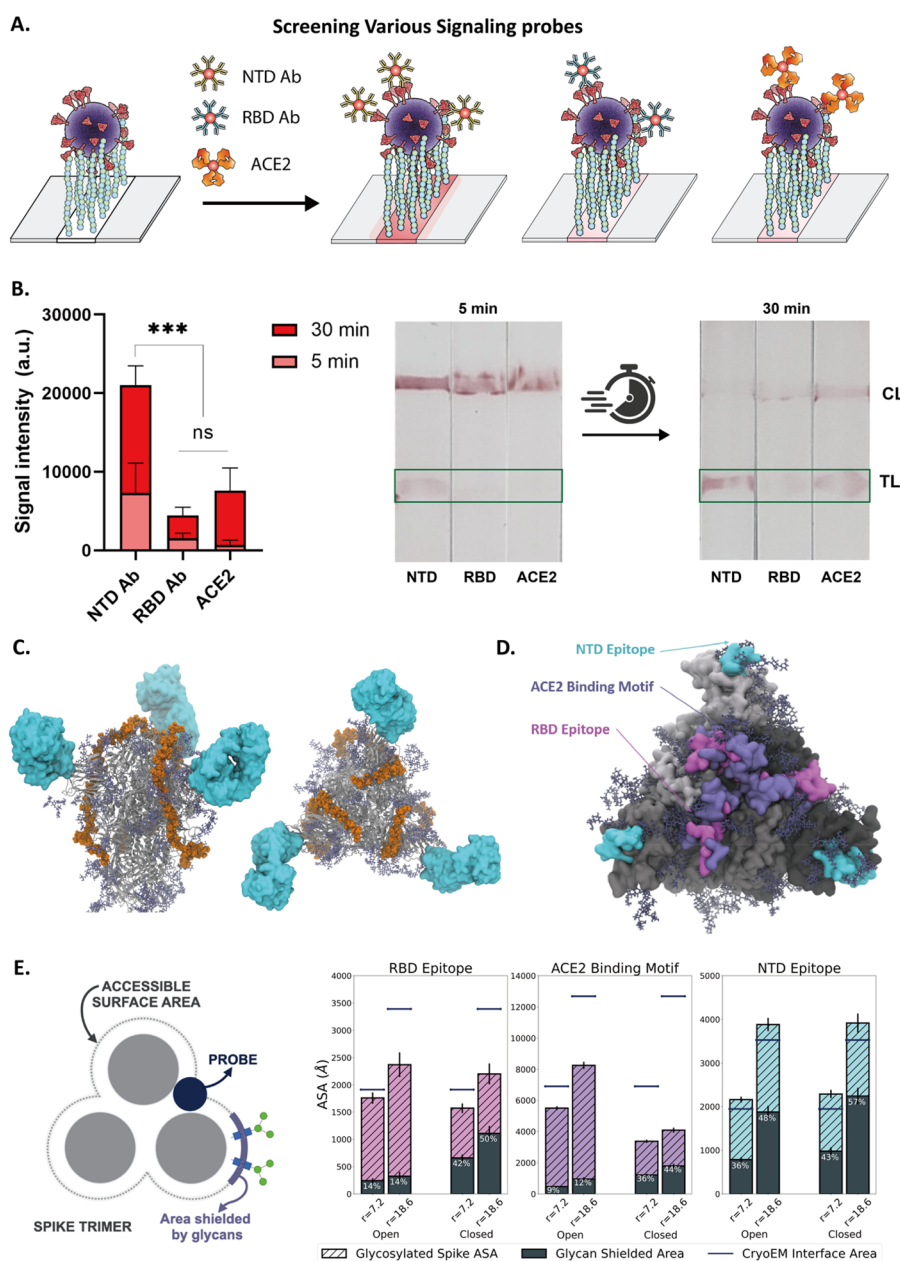 A.
Screening Various Signaling probes
NTD Ab
RBD Ab
ACE2
B.
Signal intensity (a.u.)
30000
20000
10000
0
***
ns
NTD Ab
RBD Ab
ACE2
30 min
5 min
5 min
30 min
CL
TL
NTD RBD ACE2
NTD RBD ACE2
C.
D.
NTD Epitope
ACE2 Binding Motif
RBD Epitope
E.
ACCESSIBLE
SURFACE AREA
PROBE
SPIKE TRIMER
Area shielded
by glycans
RBD Epitope
ASA (Å)
4000
3500
3000
2500
2000
1500
1000
500
0
14%
14%
42%
50%
r=7.2
r=18.6
r=7.2
r=18.6
Open
Closed
ACE2 Binding Motif
14000
12000
10000
8000
6000
4000
2000
0
9%
12%
36%
44%
r=7.2
r=18.6
r=7.2
r=18.6
Open
Closed
NTD Epitope
5000
4000
3000
2000
1000
0
36%
48%
43%
57%
r=7.2
r=18.6
r=7.2
r=18.6
Open
Closed
Glycosylated Spike ASA
Glycan Shielded Area
CryoEM Interface Area